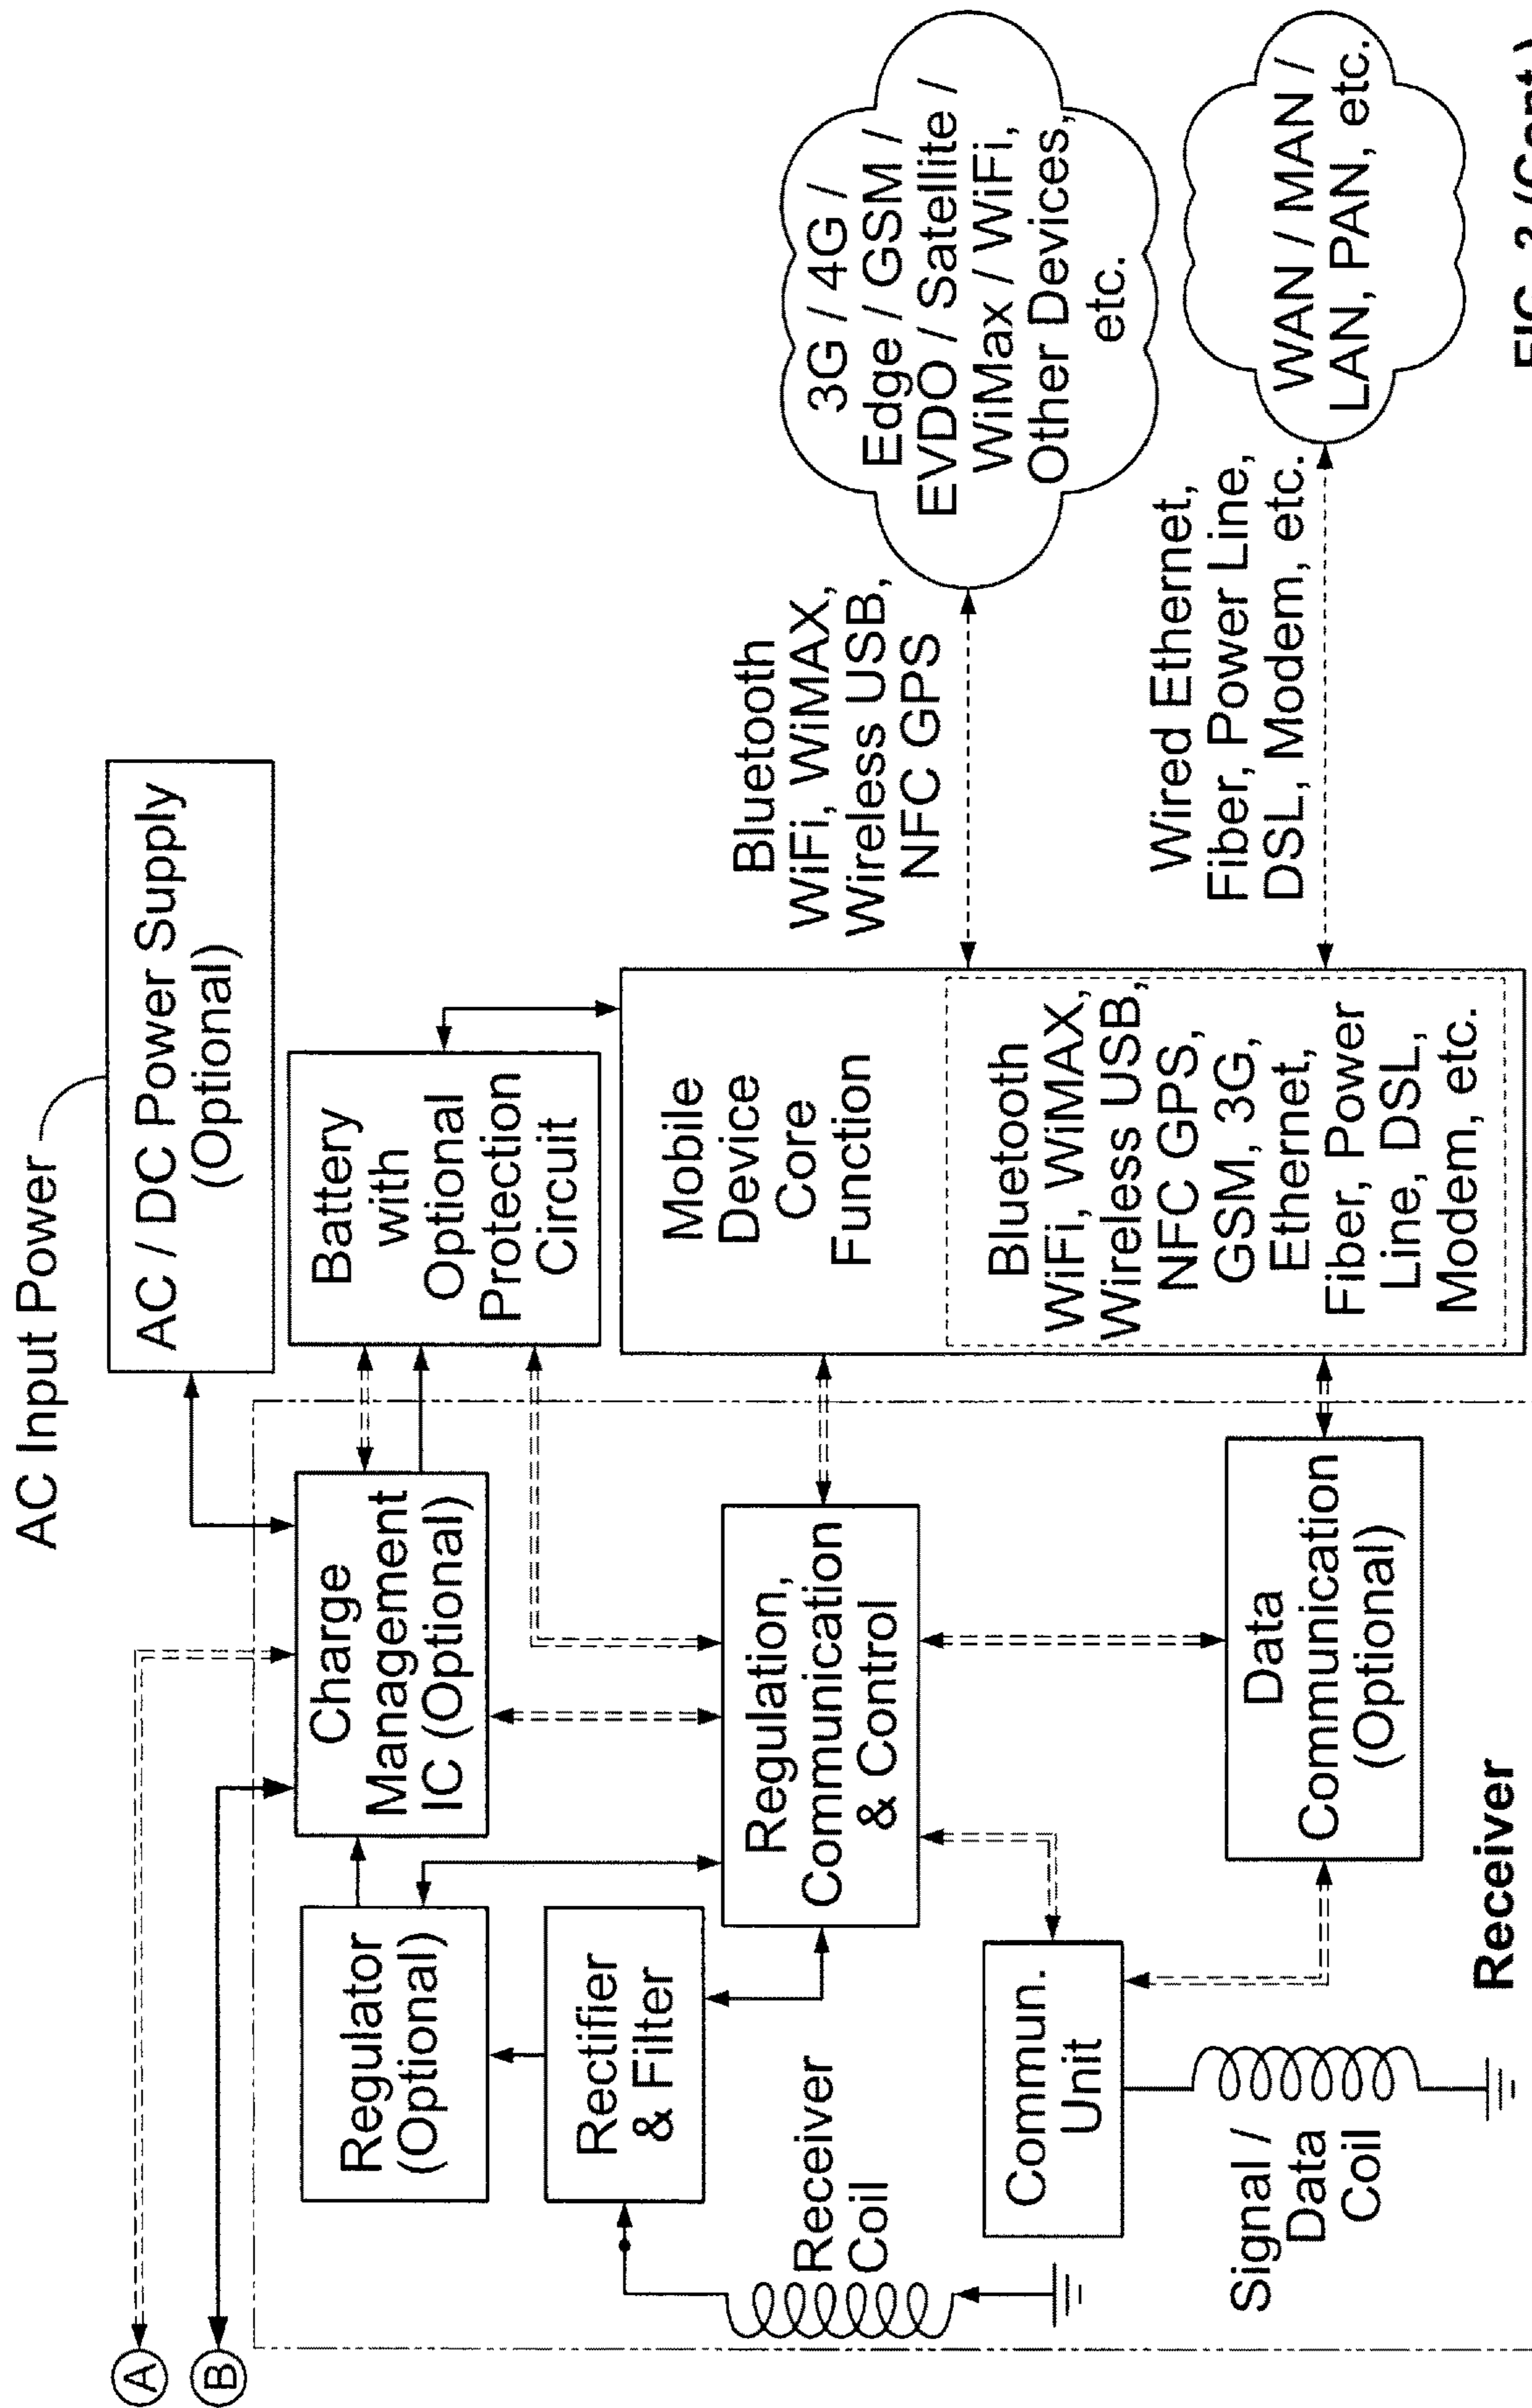 AC Input Power
AC / DC Power Supply
(Optional)
A
B
Battery
with
Optional
Protection
Circuit
Charge
Management
IC (Optional)
Regulator
(Optional)
Rectifier
& Filter
Receiver
Coil
Regulation,
Communication
& Control
Mobile
Device
Core
Function
Bluetooth
WiFi, WiMAX,
Wireless USB,
NFC GPS,
GSM, 3G,
Ethernet,
Fiber, Power
Line, DSL,
Modem, etc.
Bluetooth
WiFi, WiMAX,
Wireless USB,
NFC GPS
3G / 4G /
Edge / GSM /
EVDO / Satellite /
WiMax / WiFi,
Other Devices,
etc.
Commun.
Unit
Signal /
Data
Coil
Data
Communication
(Optional)
Wired Ethernet,
Fiber, Power Line,
DSL, Modem, etc.
WAN / MAN /
LAN, PAN, etc.
Receiver